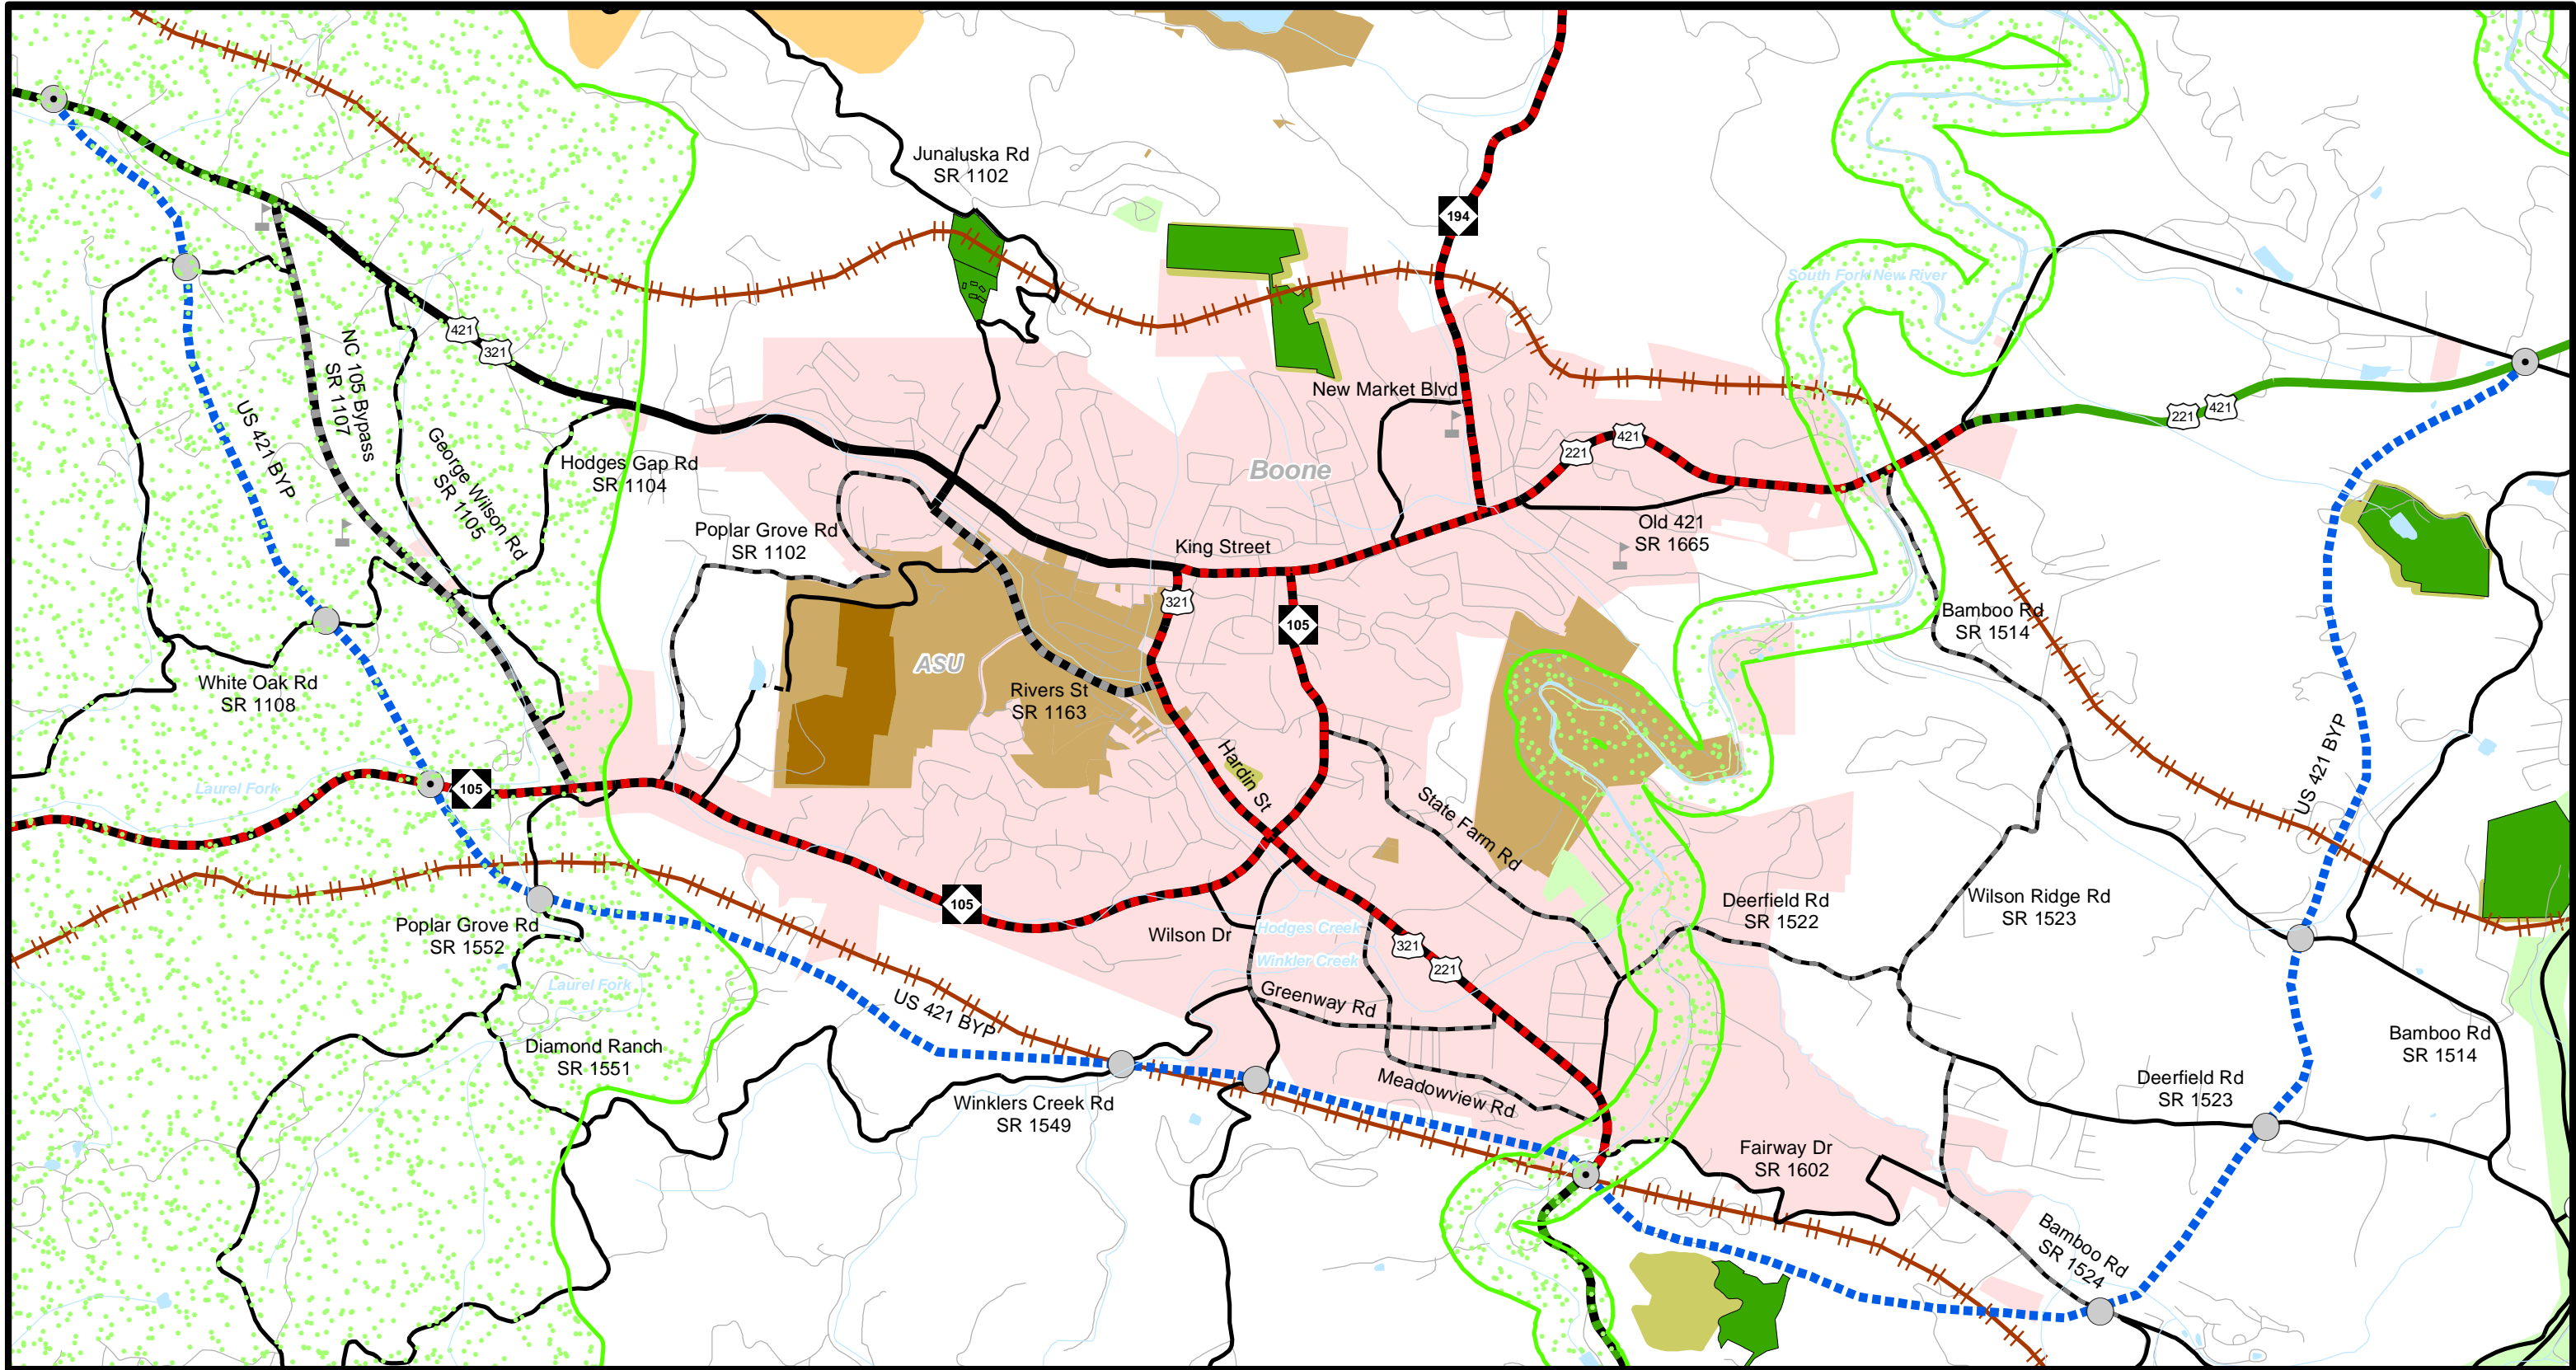 Junaluska Rd
SR 1102
194
South Fork New River
421
321
NC 105 Bypass
SR 1107
US 421 BYP
George Wilson Rd
SR 1105
Hodges Gap Rd
SR 1104
New Market Blvd
Boone
221
421
221
421
Poplar Grove Rd
SR 1102
King Street
Old 421
SR 1665
321
105
Bamboo Rd
SR 1514
ASU
White Oak Rd
SR 1108
Rivers St
SR 1163
Hardin St
US 421 BYP
Laurel Fork
105
State Farm Rd
105
Deerfield Rd
SR 1522
Wilson Ridge Rd
SR 1523
Poplar Grove Rd
SR 1552
Wilson Dr
Hodges Creek
Winkler Creek
321
221
Laurel Fork
US 421 BYP
Greenway Rd
Diamond Ranch
SR 1551
Bamboo Rd
SR 1514
Winklers Creek Rd
SR 1549
Meadowview Rd
Deerfield Rd
SR 1523
Fairway Dr
SR 1602
Bamboo Rd
SR 1524